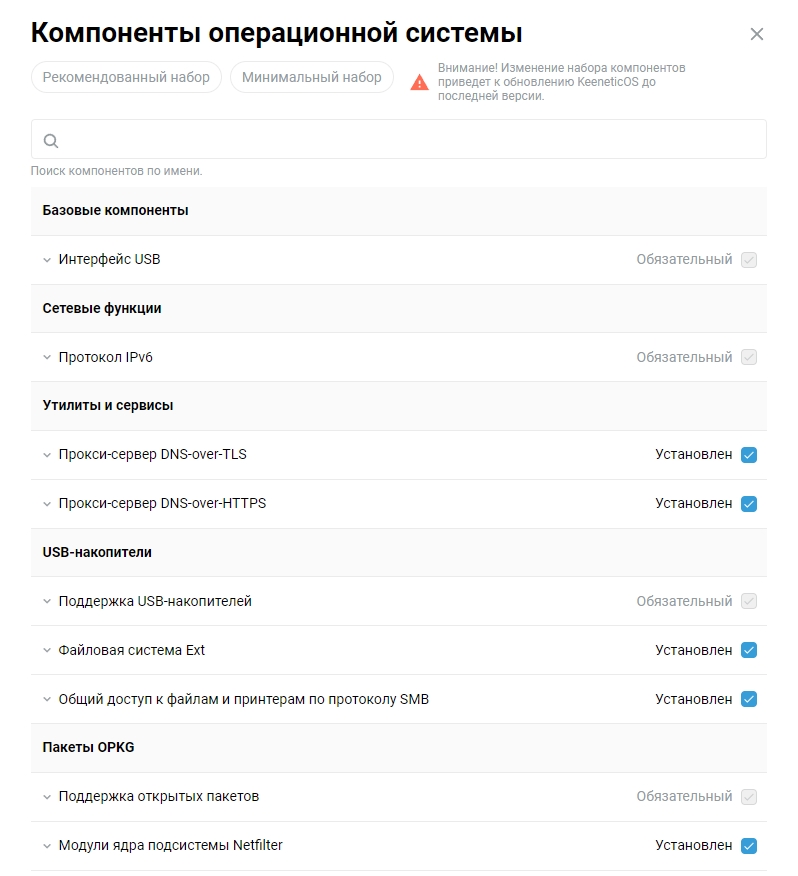 Компоненты операционной системы
Рекомендованный набор
Минимальный набор
Внимание! Изменение набора компонентов
приведет к обновлению KeeneticOS до
последней версии.
Поиск компонентов по имени.
Базовые компоненты
Интерфейс USB Обязательный
Сетевые функции
Протокол IPv6 Обязательный
Утилиты и сервисы
Прокси-сервер DNS-over-TLS Установлен
Прокси-сервер DNS-over-HTTPS Установлен
USB-накопители
Поддержка USB-накопителей Обязательный
Файловая система Ext Установлен
Общий доступ к файлам и принтерам по протоколу SMB Установлен
Пакеты OPKG
Поддержка открытых пакетов Обязательный
Модули ядра подсистемы Netfilter Установлен